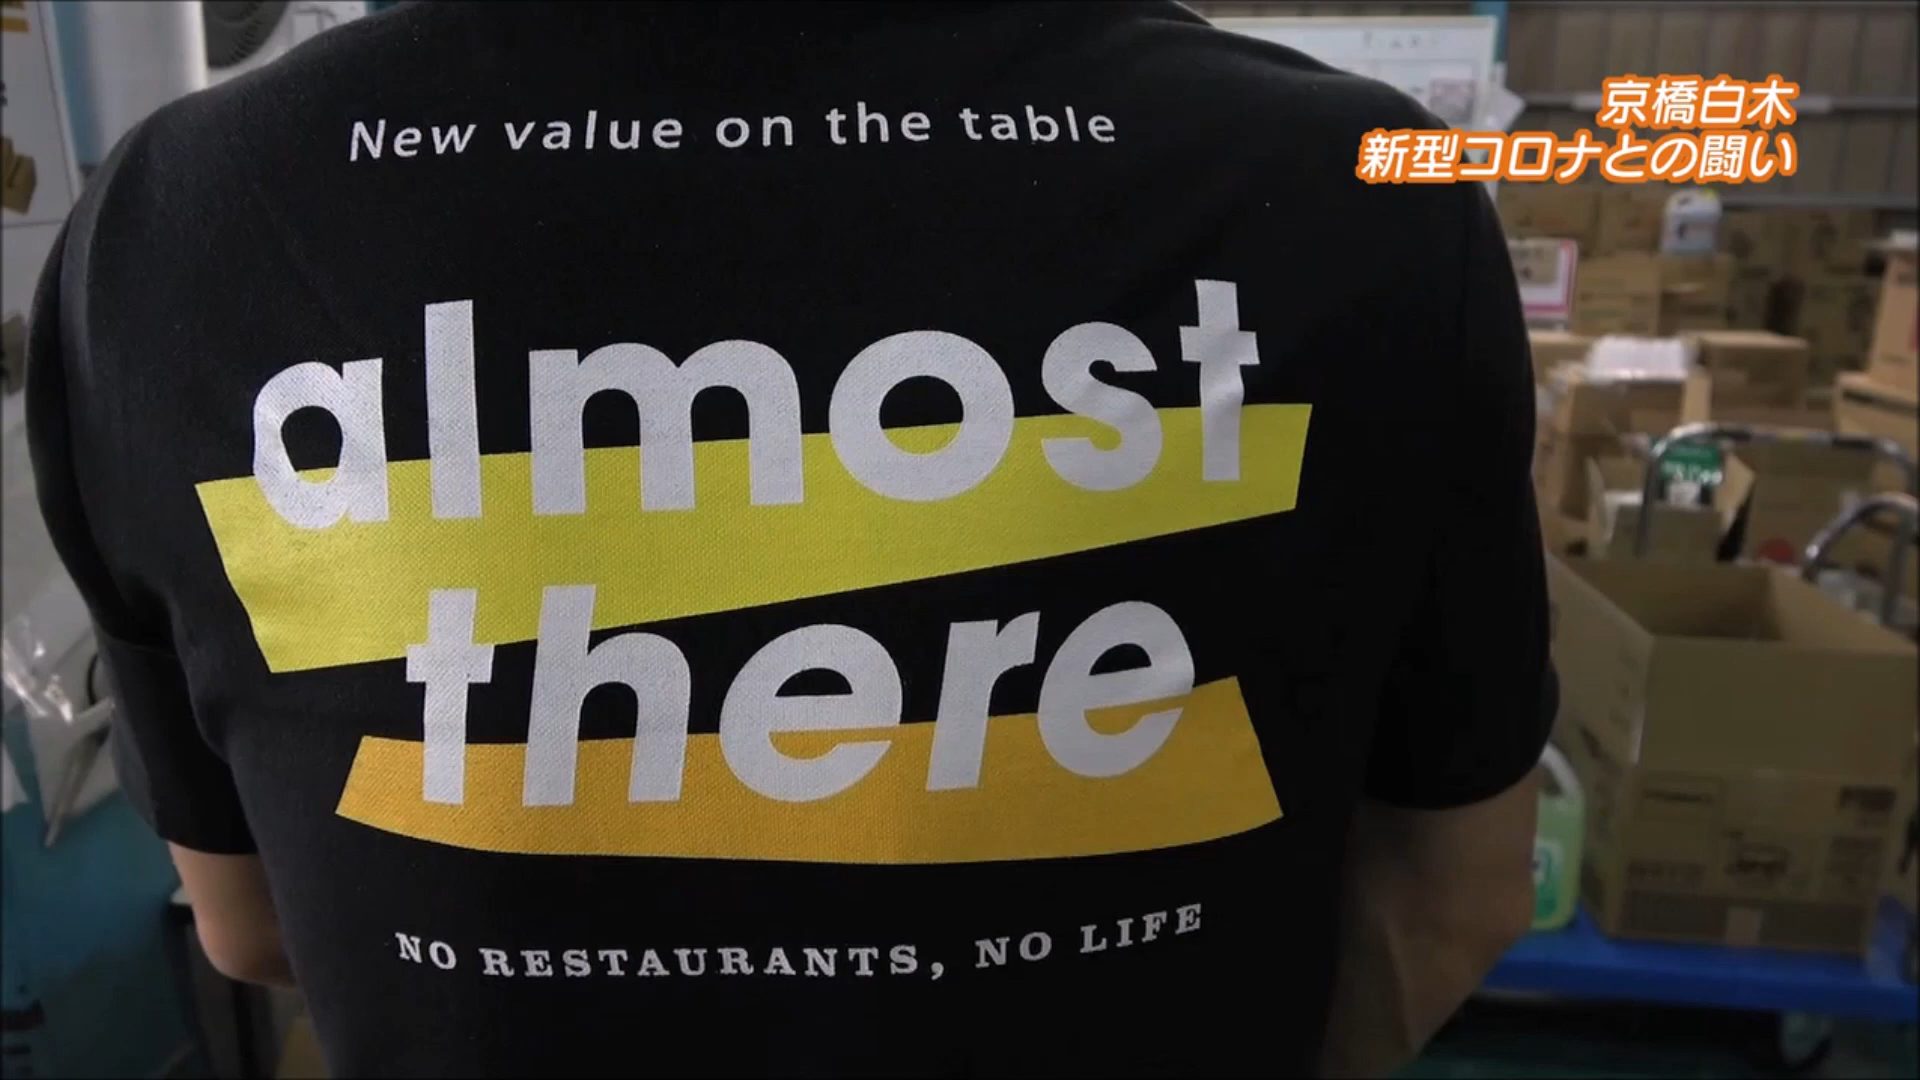 京橋白木
新型コロナとの闘い
New value on the table
almost
there
NO RESTAURANTS, NO LIFE